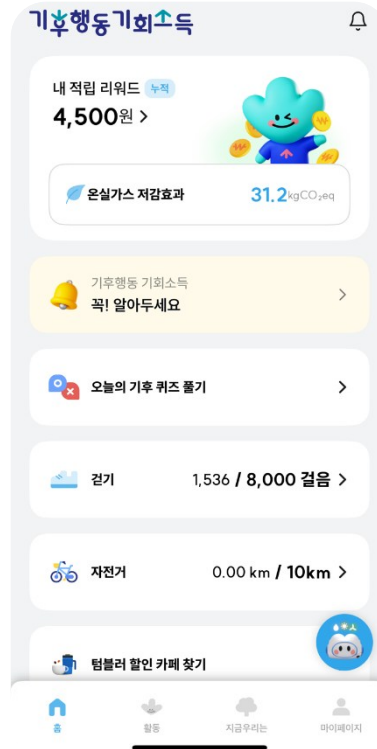 기후행동기회소득
내 적립 리워드 누적
4,500원 >
온실가스 저감효과 31.2kgCO₂eq
기후행동 기회소득
꼭! 알아두세요
오늘의 기후 퀴즈 풀기
걷기 1,536 / 8,000 걸음 >
자전거 0.00 km / 10km >
텀블러 할인 카페 찾기
홈 활동 지금우리는 마이페이지